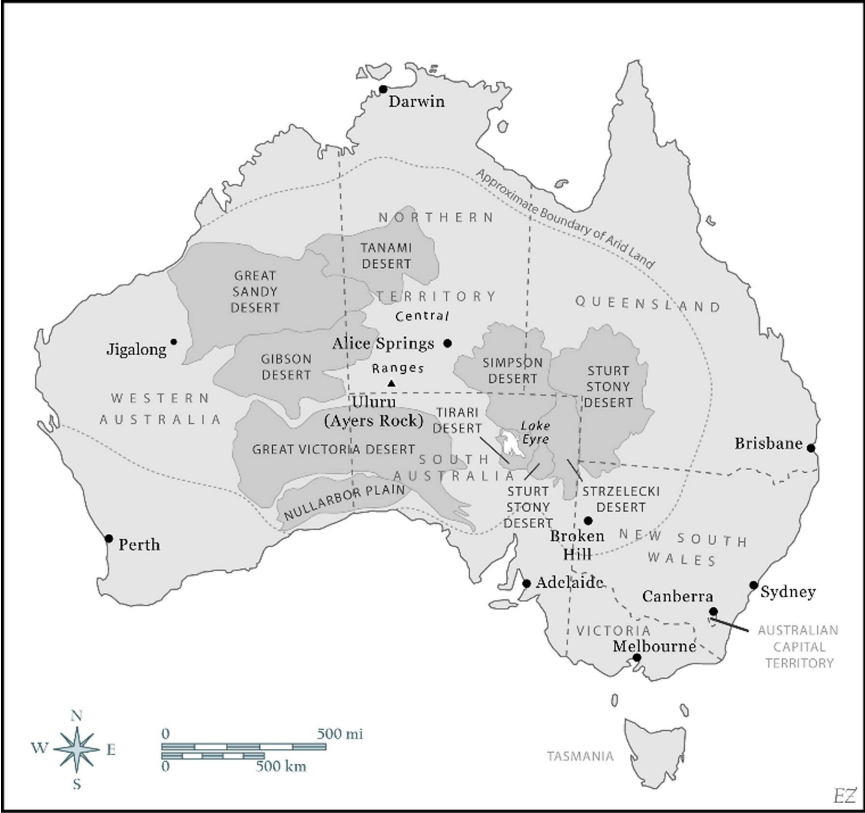 Darwin
Approximate Boundary of Arid Land
NORTHERN
TANAMI
DESERT
GREAT
SANDY
DESERT
TERRITORY
QUEENSLAND
Central
Jigalong
Alice Springs
GIBSON
DESERT
Ranges
SIMPSON
DESERT
STURT
STONY
DESERT
WESTERN
AUSTRALIA
Uluru
(Ayers Rock)
TIRARI
DESERT
Lake
Eyre
Brisbane
GREAT VICTORIA DESERT
SOUTH
AUSTRALIA
NULLARBOR PLAIN
STURT
STONY
DESERT
STRZELECKI
DESERT
Perth
Broken
Hill
NEW SOUTH
WALES
Adelaide
Canberra
Sydney
VICTORIA
Melbourne
AUSTRALIAN
CAPITAL
TERRITORY
TASMANIA
N
W E
S
0 500 mi
0 500 km
EZ